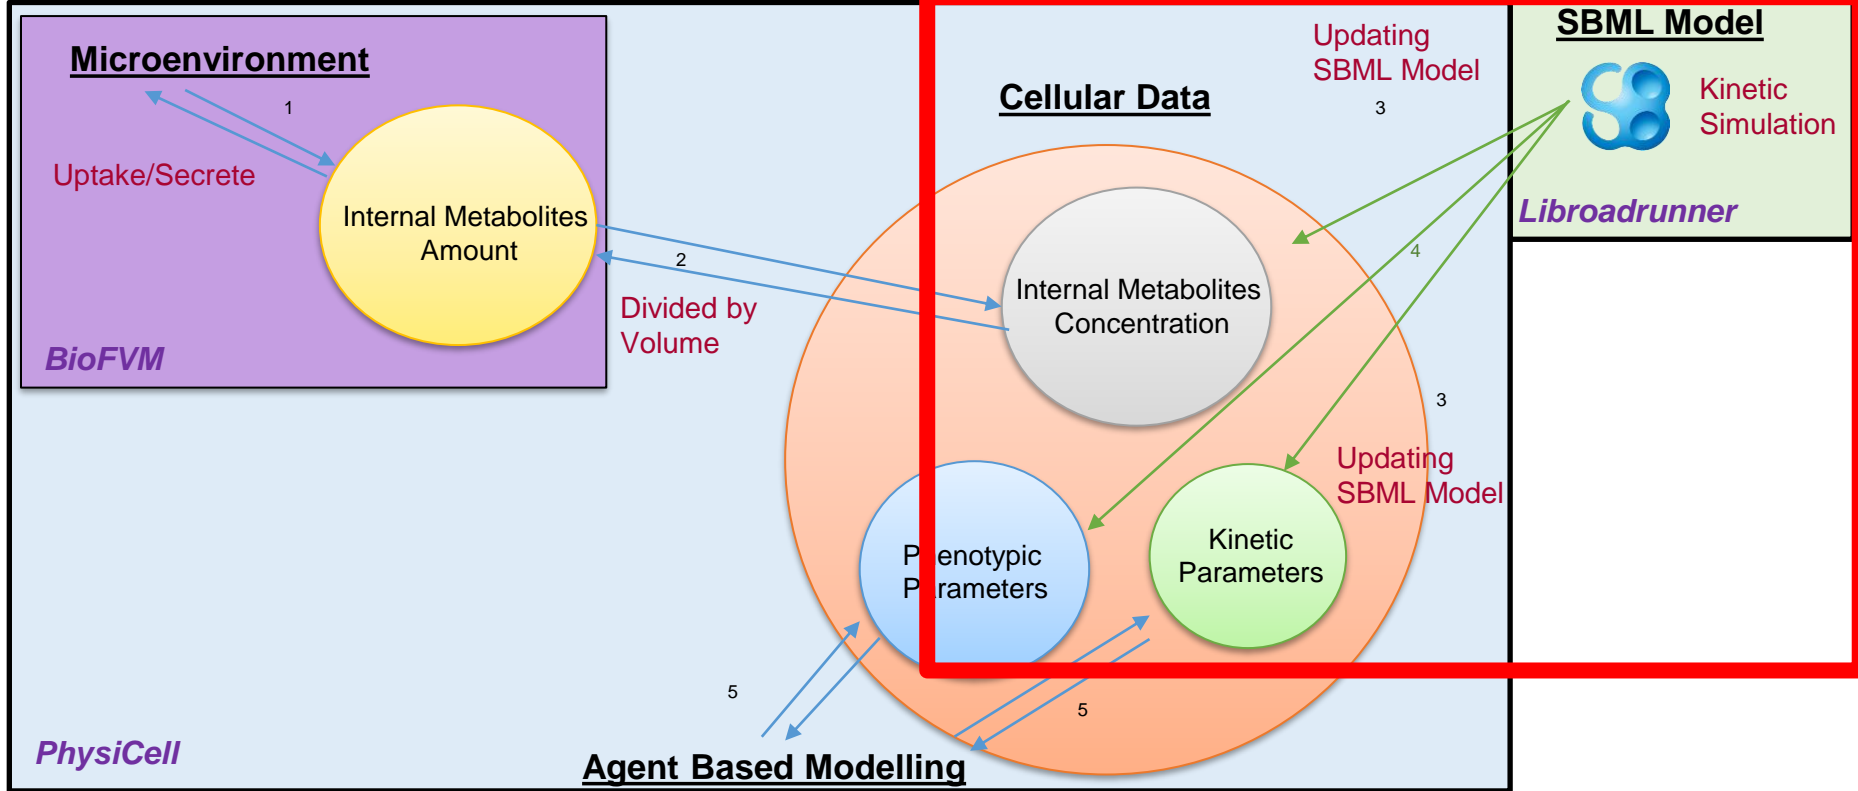 Microenvironment
1
Uptake/Secrete
Internal Metabolites
Amount
BioFVM
2
Divided by
Volume
Cellular Data
Updating
SBML Model
3
SBML Model
Kinetic
Simulation
Libroadrunner
4
Internal Metabolites
Concentration
3
Updating
SBML Model
Phenotypic
Parameters
Kinetic
Parameters
5
5
PhysiCell
Agent Based Modelling